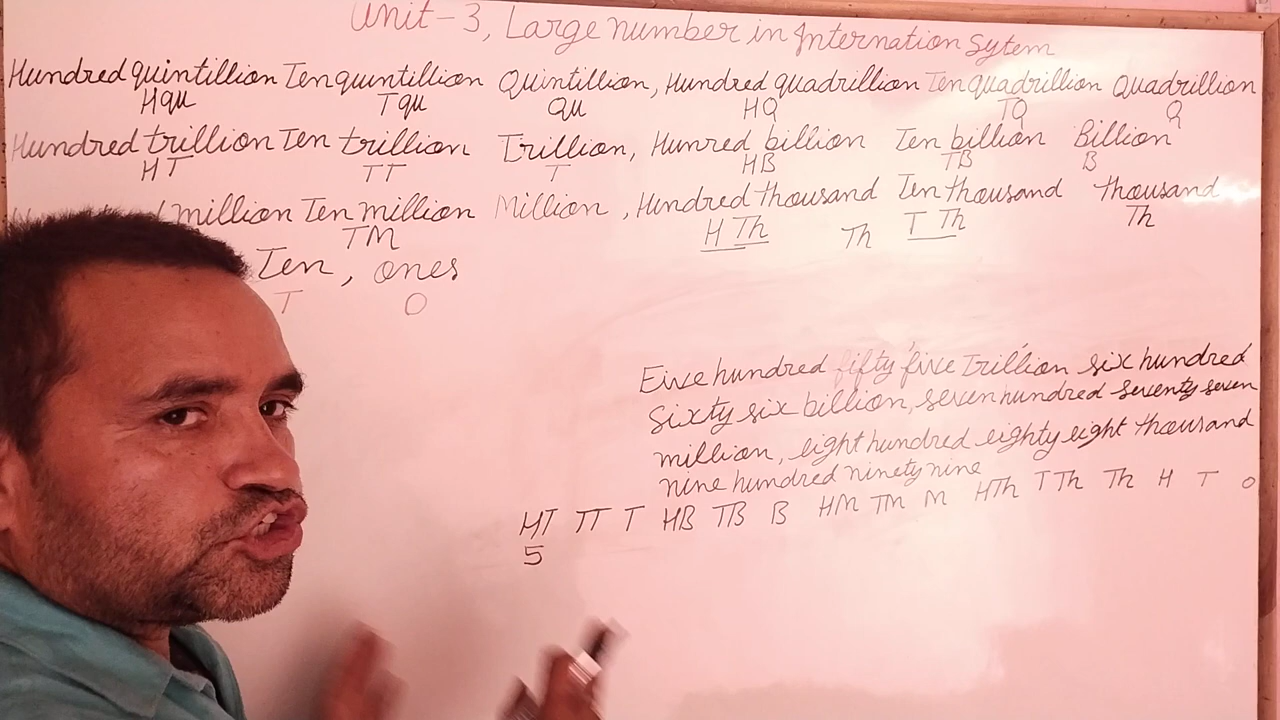 Unit-3, Large number in Internation Sytem
Hundred quintillion Ten quintillion Quintillion, Hundred quadrillion Ten quadrillion Quadrillion
Hqu Tqu Qu HQ TQ Q
Hundred trillion Ten trillion Trillion, Hunred billion Ten billion Billion
HT TT T HB TB B
million Ten million Million, Hundred thousand Ten thousand thousand
TM H Th Th T Th Th
Ten, ones
T O
Five hundred fifty five Trillion six hundred
Sixty six billion, seven hundred seventy seven
million, eight hundred eighty eight thousand
nine hundred ninety nine
HT TT T HB TB B HM TM M HTh T Th Th H T O
5